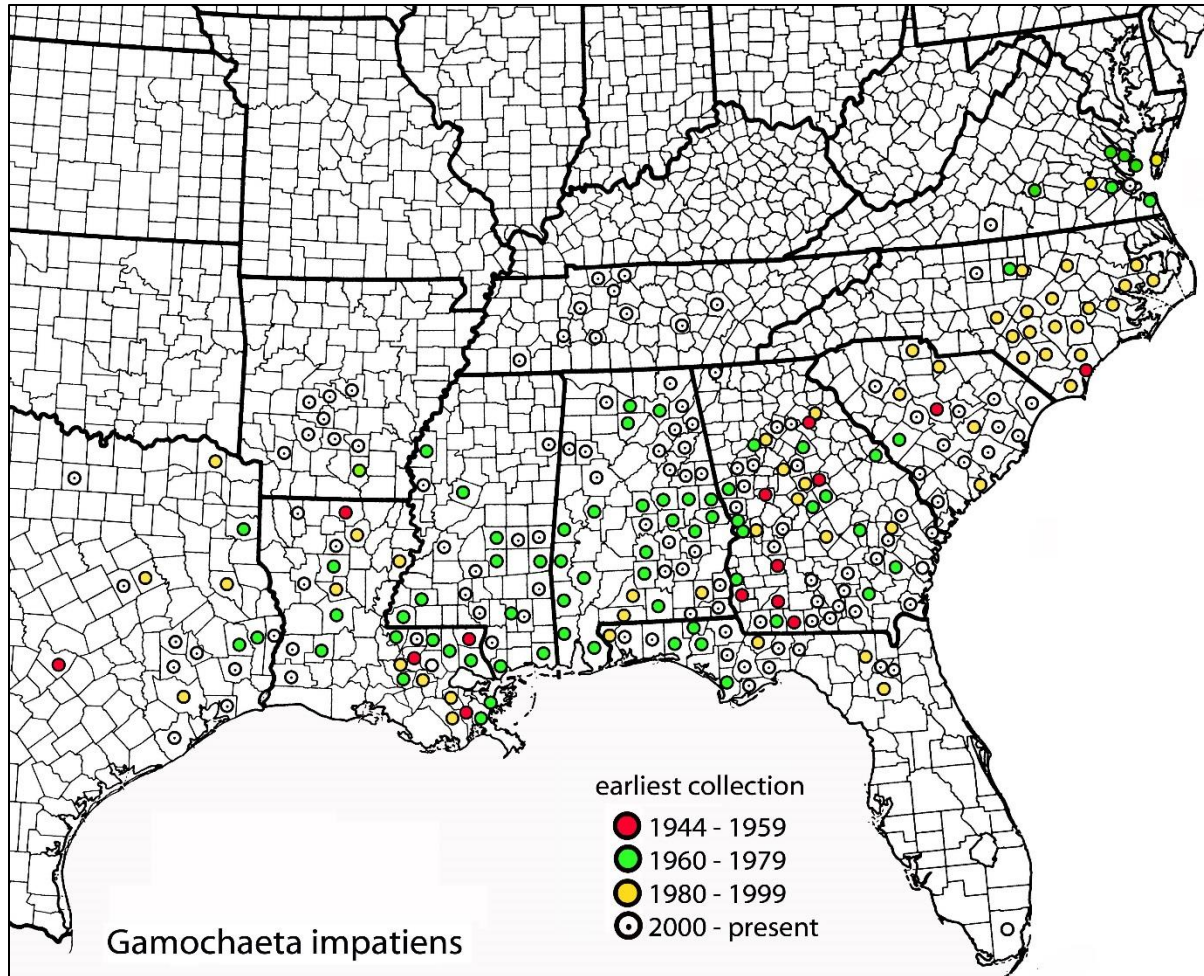 earliest collection
1944 - 1959
1960 - 1979
1980 - 1999
2000 - present
Gamochaeta impatiens